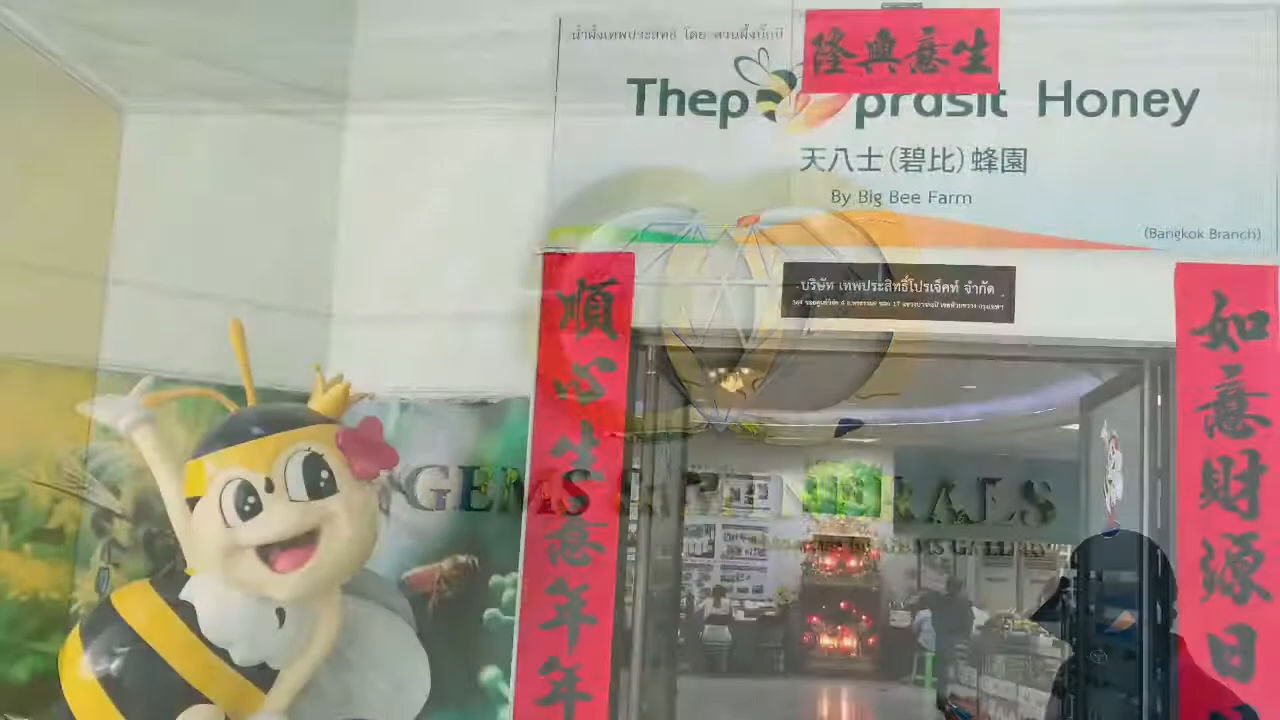 น้ำผึ้งเทพประสิทธิ์ โดย สวนผึ้งบิ๊กบี
隆興意生
Thep prasit Honey
天八士(碧比)蜂園
By Big Bee Farm
(Bangkok Branch)
บริษัท เทพประสิทธิ์โปรเจ็คท์ จำกัด
順心生意年年
如意財源日
GEMS
GEMS GALLERY